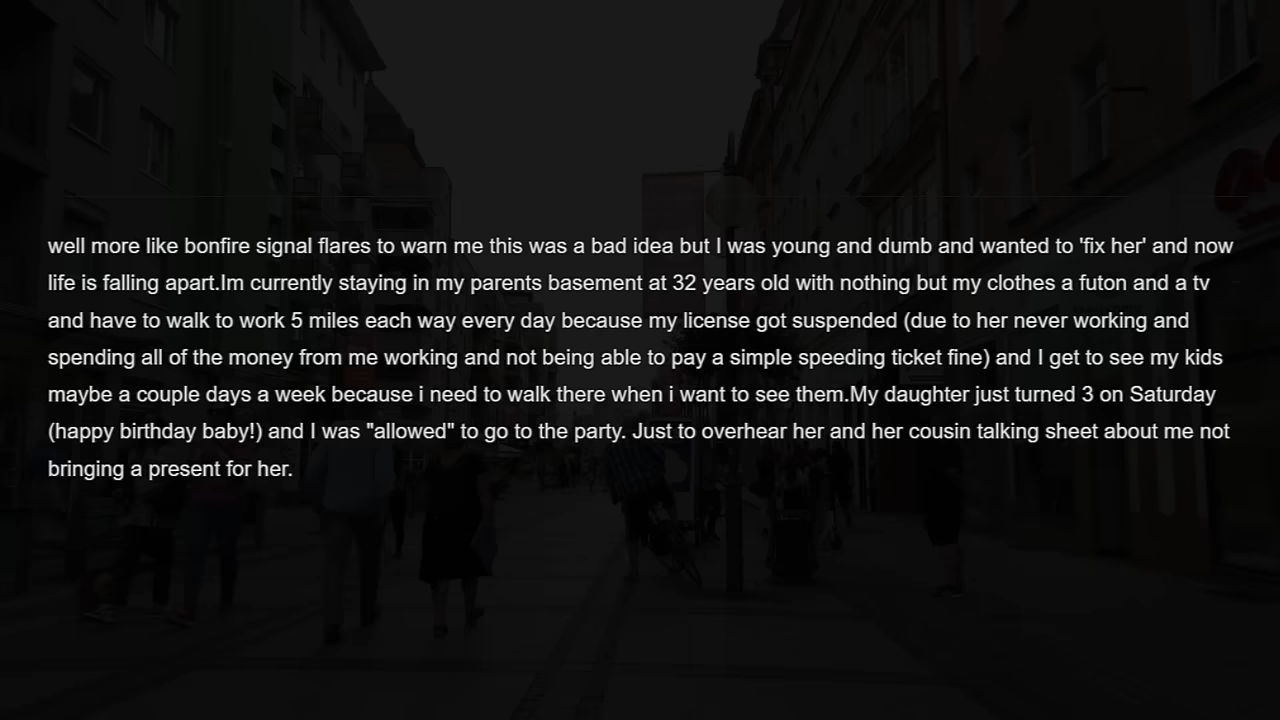 well more like bonfire signal flares to warn me this was a bad idea but I was young and dumb and wanted to 'fix her' and now
life is falling apart.Im currently staying in my parents basement at 32 years old with nothing but my clothes a futon and a tv
and have to walk to work 5 miles each way every day because my license got suspended (due to her never working and
spending all of the money from me working and not being able to pay a simple speeding ticket fine) and I get to see my kids
maybe a couple days a week because i need to walk there when i want to see them.My daughter just turned 3 on Saturday
(happy birthday baby!) and I was "allowed" to go to the party. Just to overhear her and her cousin talking sheet about me not
bringing a present for her.